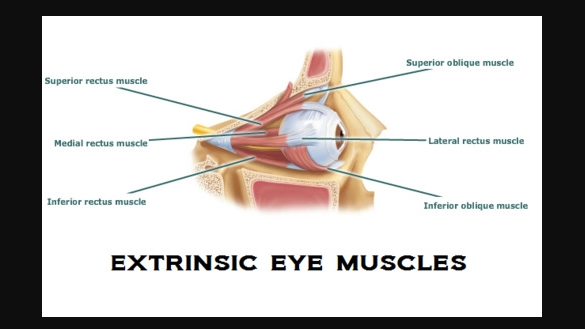 Superior oblique muscle
Superior rectus muscle
Medial rectus muscle
Lateral rectus muscle
Inferior rectus muscle
Inferior oblique muscle
EXTRINSIC EYE MUSCLES